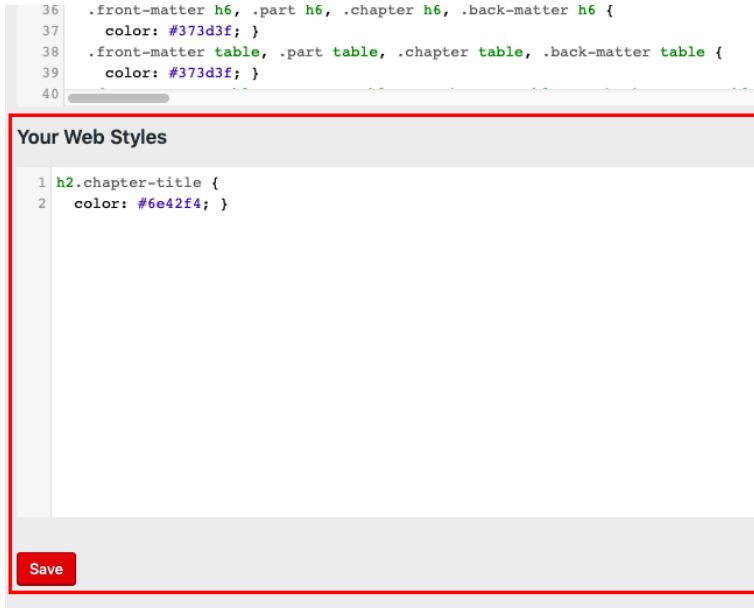 36 .front-matter h6, .part h6, .chapter h6, .back-matter h6 {
37 color: #373d3f; }
38 .front-matter table, .part table, .chapter table, .back-matter table {
39 color: #373d3f; }
40
Your Web Styles
1 h2.chapter-title {
2 color: #6e42f4; }
Save